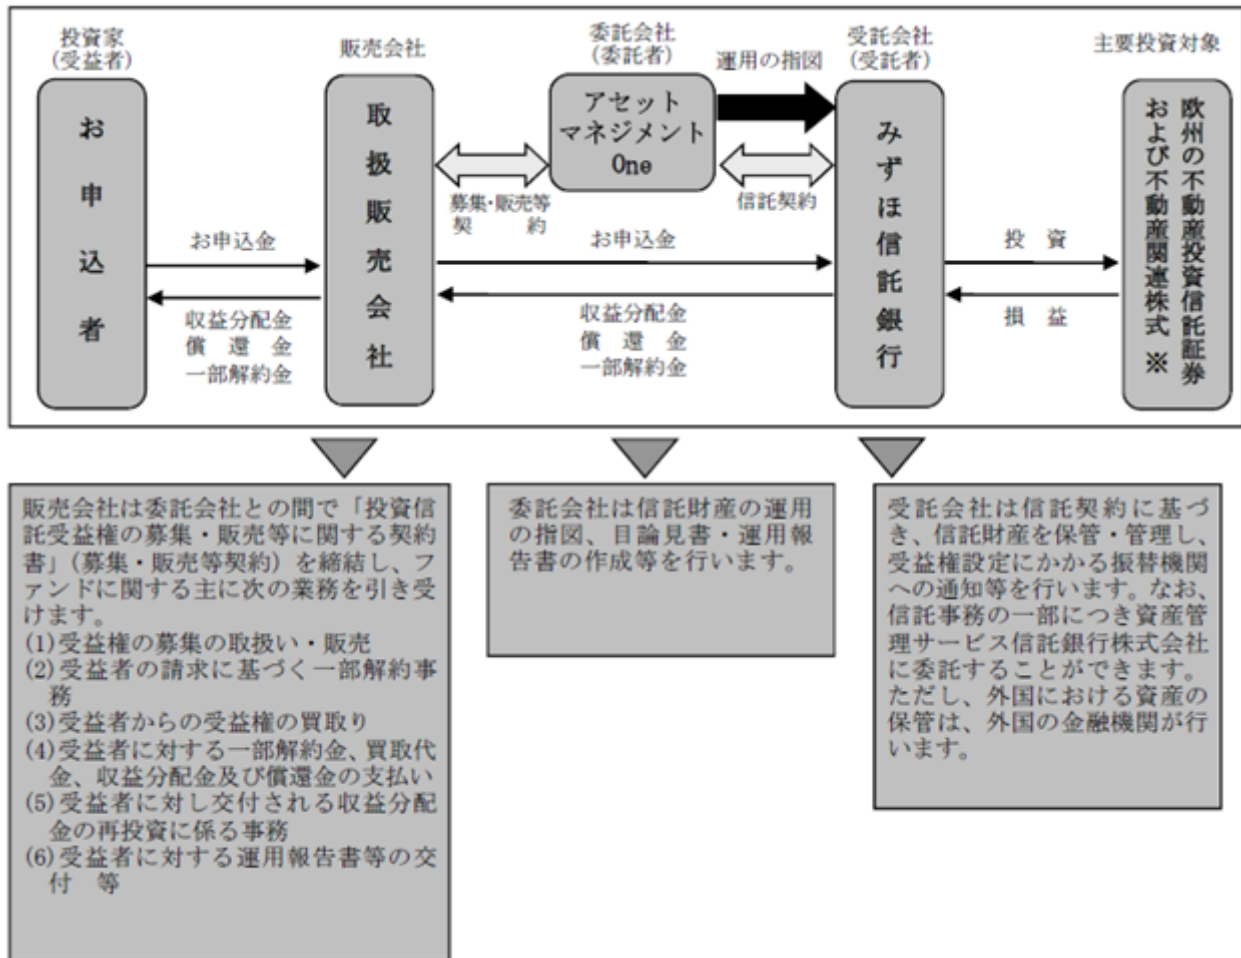 投資家
(受益者)
販売会社
委託会社
(委託者)
運用の指図
受託会社
(受託者)
主要投資対象
お申込者
取扱販売会社
アセット
マネジメント
One
みずほ信託銀行
欧州の不動産投資信託証券
および不動産関連株式 ※
募集・販売等
契 約
信託契約
お申込金
お申込金
投 資
収益分配金
償 還 金
一部解約金
収益分配金
償 還 金
一部解約金
損 益
販売会社は委託会社との間で「投資信
託受益権の募集・販売等に関する契約
書」(募集・販売等契約)を締結し、フ
ァンドに関する主に次の業務を引き受
けます。
(1)受益権の募集の取扱い・販売
(2)受益者の請求に基づく一部解約事
務
(3)受益者からの受益権の買取り
(4)受益者に対する一部解約金、買取代
金、収益分配金及び償還金の支払い
(5)受益者に対し交付される収益分配
金の再投資に係る事務
(6)受益者に対する運用報告書等の交
付 等
委託会社は信託財産の運用
の指図、目論見書・運用報
告書の作成等を行います。
受託会社は信託契約に基づ
き、信託財産を保管・管理し、
受益権設定にかかる振替機関
への通知等を行います。なお、
信託事務の一部につき資産管
理サービス信託銀行株式会社
に委託することができます。
ただし、外国における資産の
保管は、外国の金融機関が行
います。